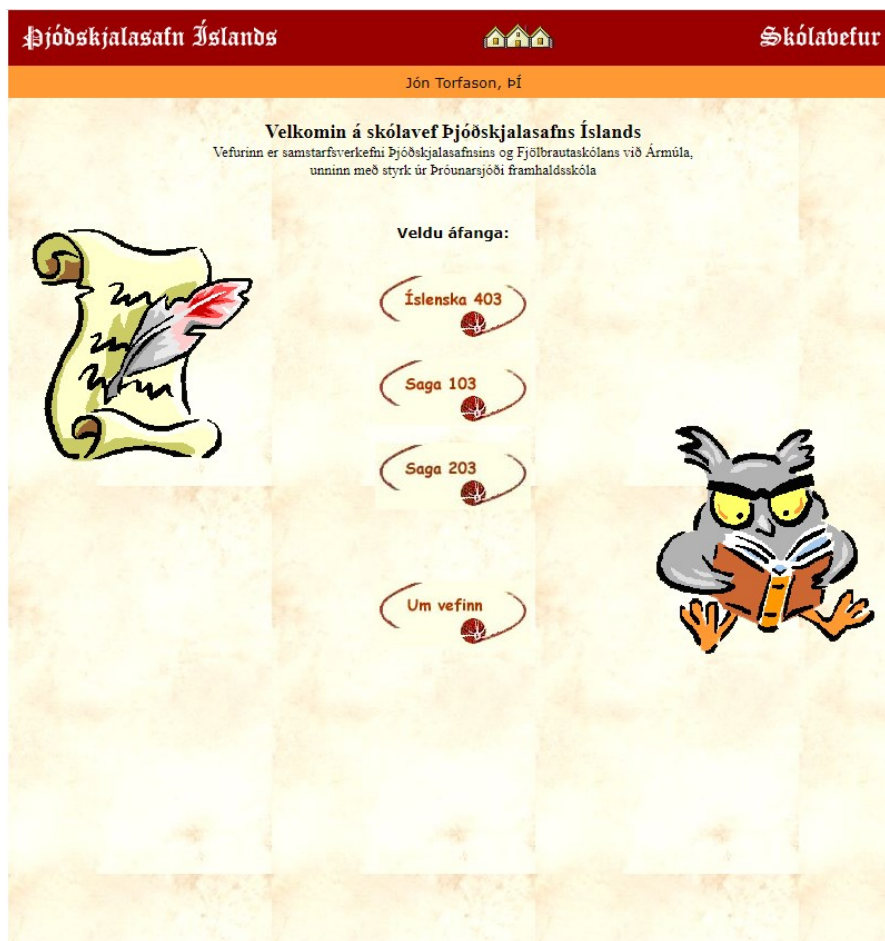 Þjóðskjalasafn Íslands
Skólavefur
Jón Torfason, ÞÍ
Velkomin á skólavef Þjóðskjalasafns Íslands
Vefurinn er samstarfsverkefni Þjóðskjalasafnsins og Fjölbrautaskólans við Ármúla,
unninn með styrk úr Þróunarsjóði framhaldsskóla
Veldu áfanga:
Íslenska 403
Saga 103
Saga 203
Um vefinn